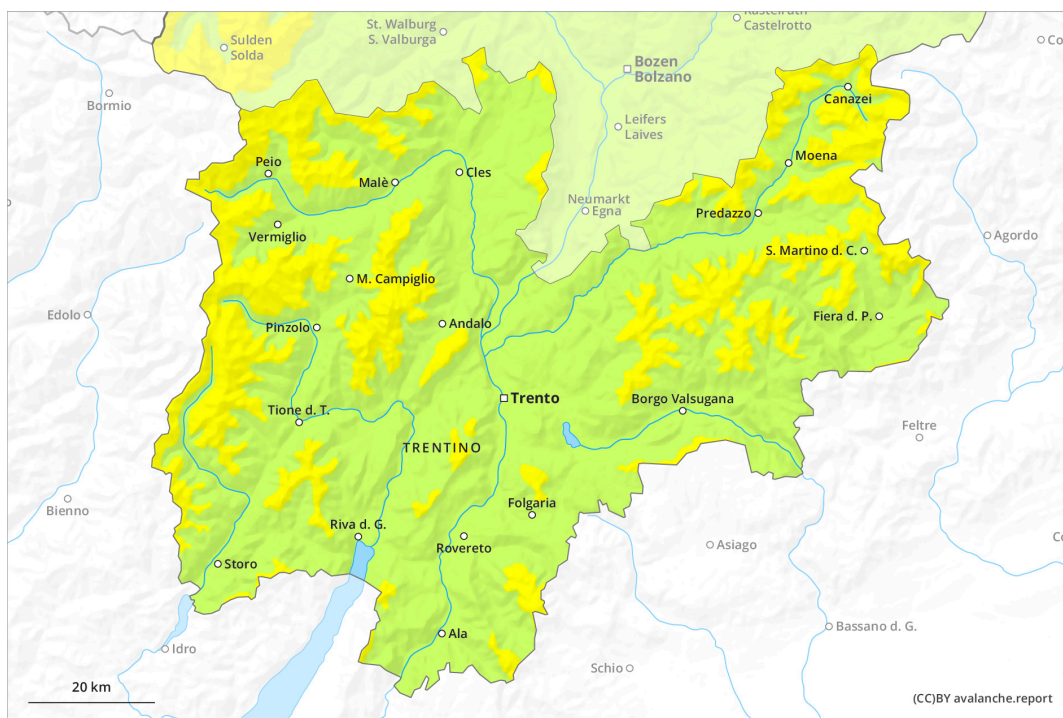 Kastelruth
Castelrotto
St. Walburg
S. Valburga
Sulden
Solda
Bozen
Bolzano
Bormio
Canazei
Leifers
Laives
Moena
Peio
Malè
Cles
Neumarkt
Egna
Predazzo
Vermiglio
Agordo
S. Martino d. C.
M. Campiglio
Edolo
Pinzolo
Andalo
Fiera d. P.
Trento
Borgo Valsugana
Tione d. T.
Feltre
TRENTINO
Bienno
Folgaria
Riva d. G.
Rovereto
Asiago
Storo
Ala
Bassano d. G.
Idro
Schio
20 km
(CC)BY avalanche.report